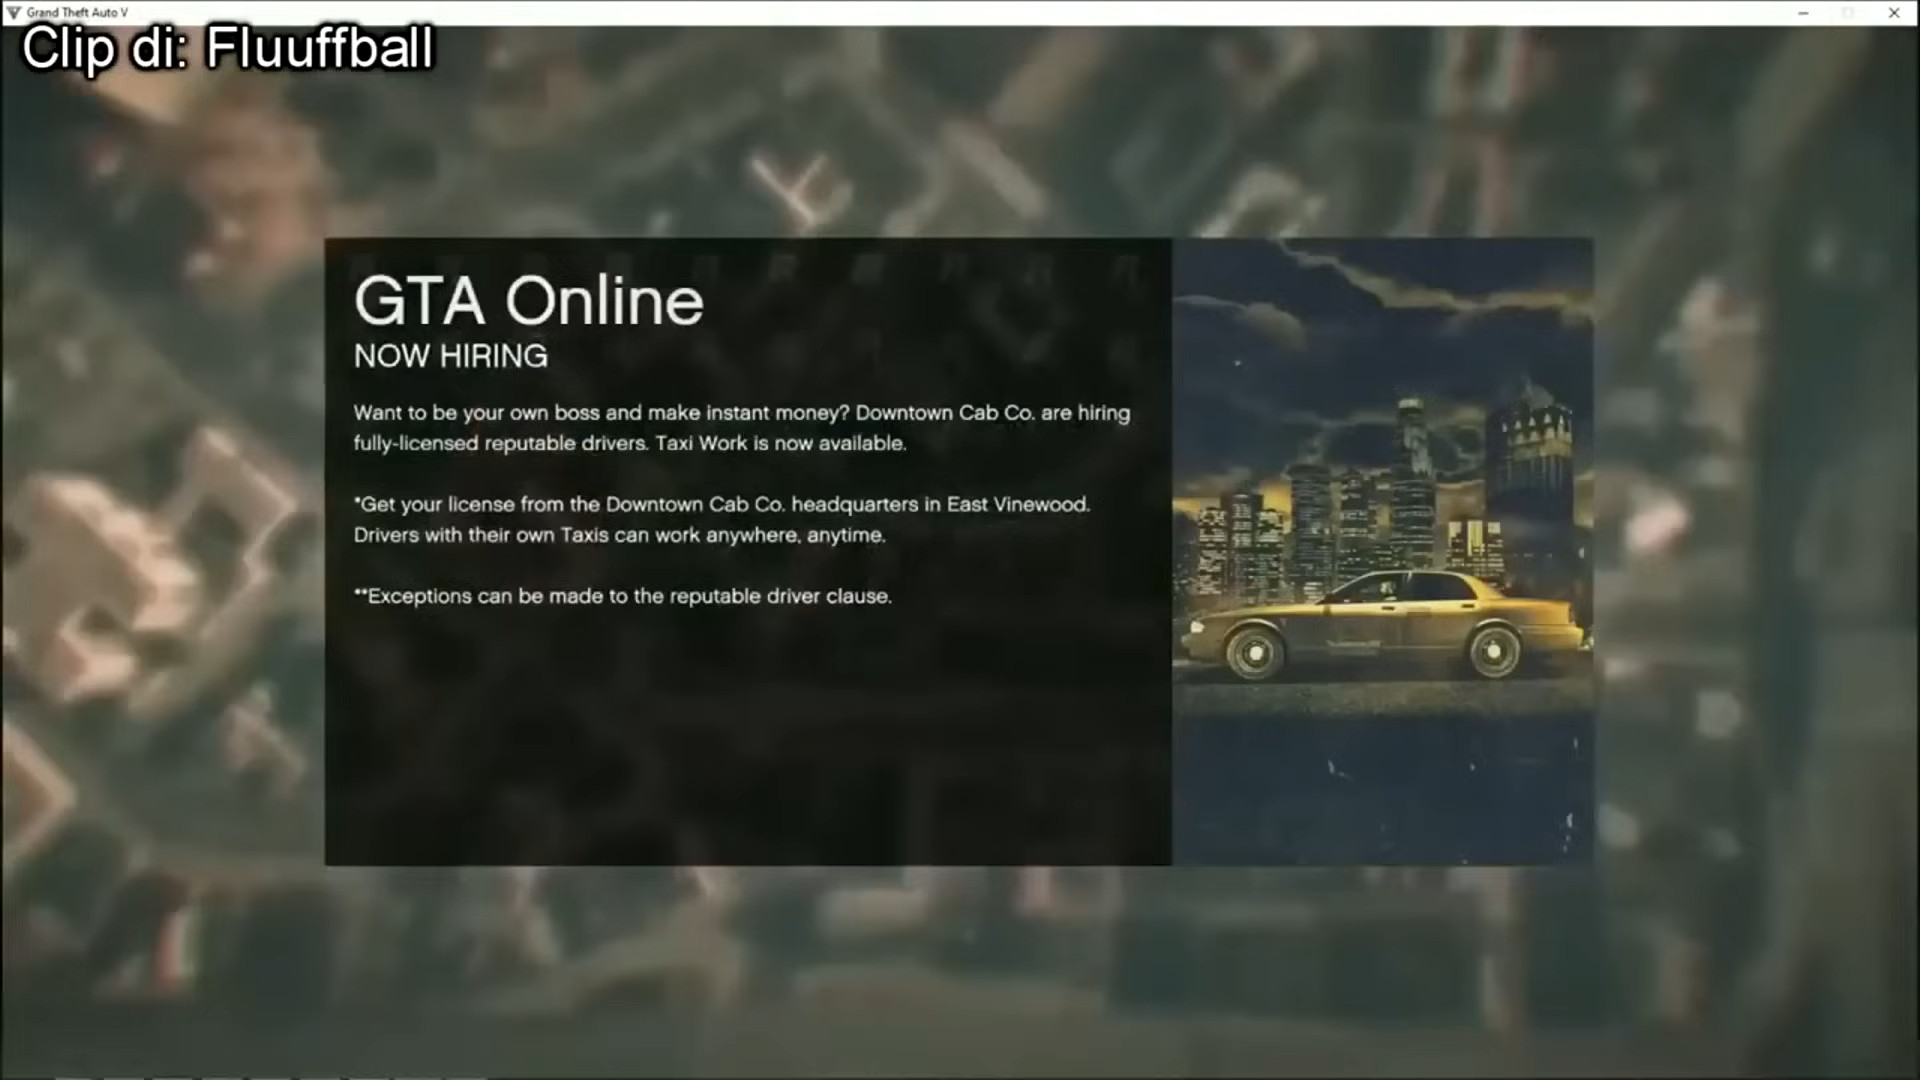 Grand Theft Auto V
Clip di: Fluuffball
GTA Online
NOW HIRING
Want to be your own boss and make instant money? Downtown Cab Co. are hiring
fully-licensed reputable drivers. Taxi Work is now available.
*Get your license from the Downtown Cab Co. headquarters in East Vinewood.
Drivers with their own Taxis can work anywhere, anytime.
**Exceptions can be made to the reputable driver clause.